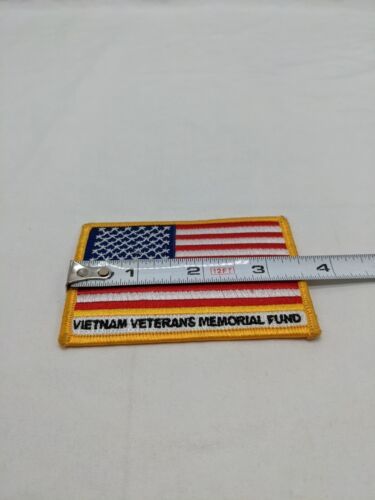 1 2 12FT 3 4
VIETNAM VETERANS MEMORIAL FUND